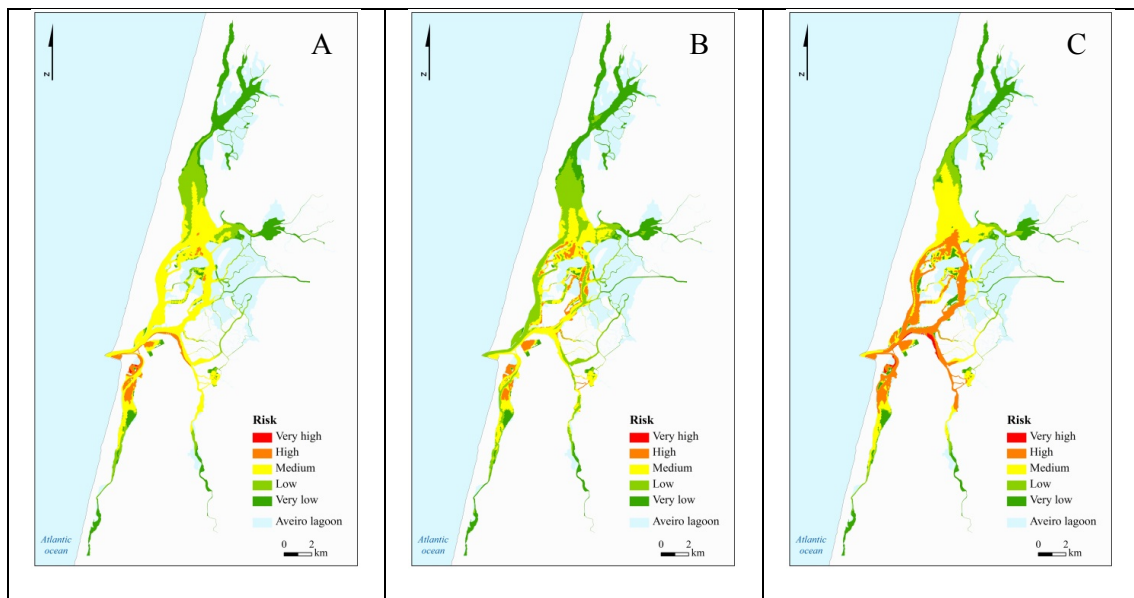 A
N
Risk
Very high
High
Medium
Low
Very low
Aveiro lagoon
Atlantic
ocean
0 2
km
B
N
Risk
Very high
High
Medium
Low
Very low
Aveiro lagoon
Atlantic
ocean
0 2
km
C
N
Risk
Very high
High
Medium
Low
Very low
Aveiro lagoon
Atlantic
ocean
0 2
km